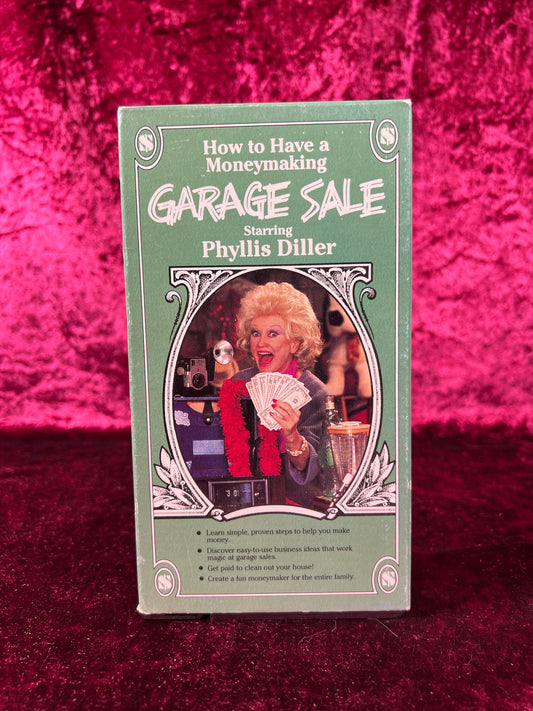 $
$
How to Have a
Moneymaking
GARAGE SALE
Starring
Phyllis Diller
3 01
• Learn simple, proven steps to help you make
money.
• Discover easy-to-use business ideas that work
magic at garage sales.
• Get paid to clean out your house!
• Create a fun moneymaker for the entire family.
$
$